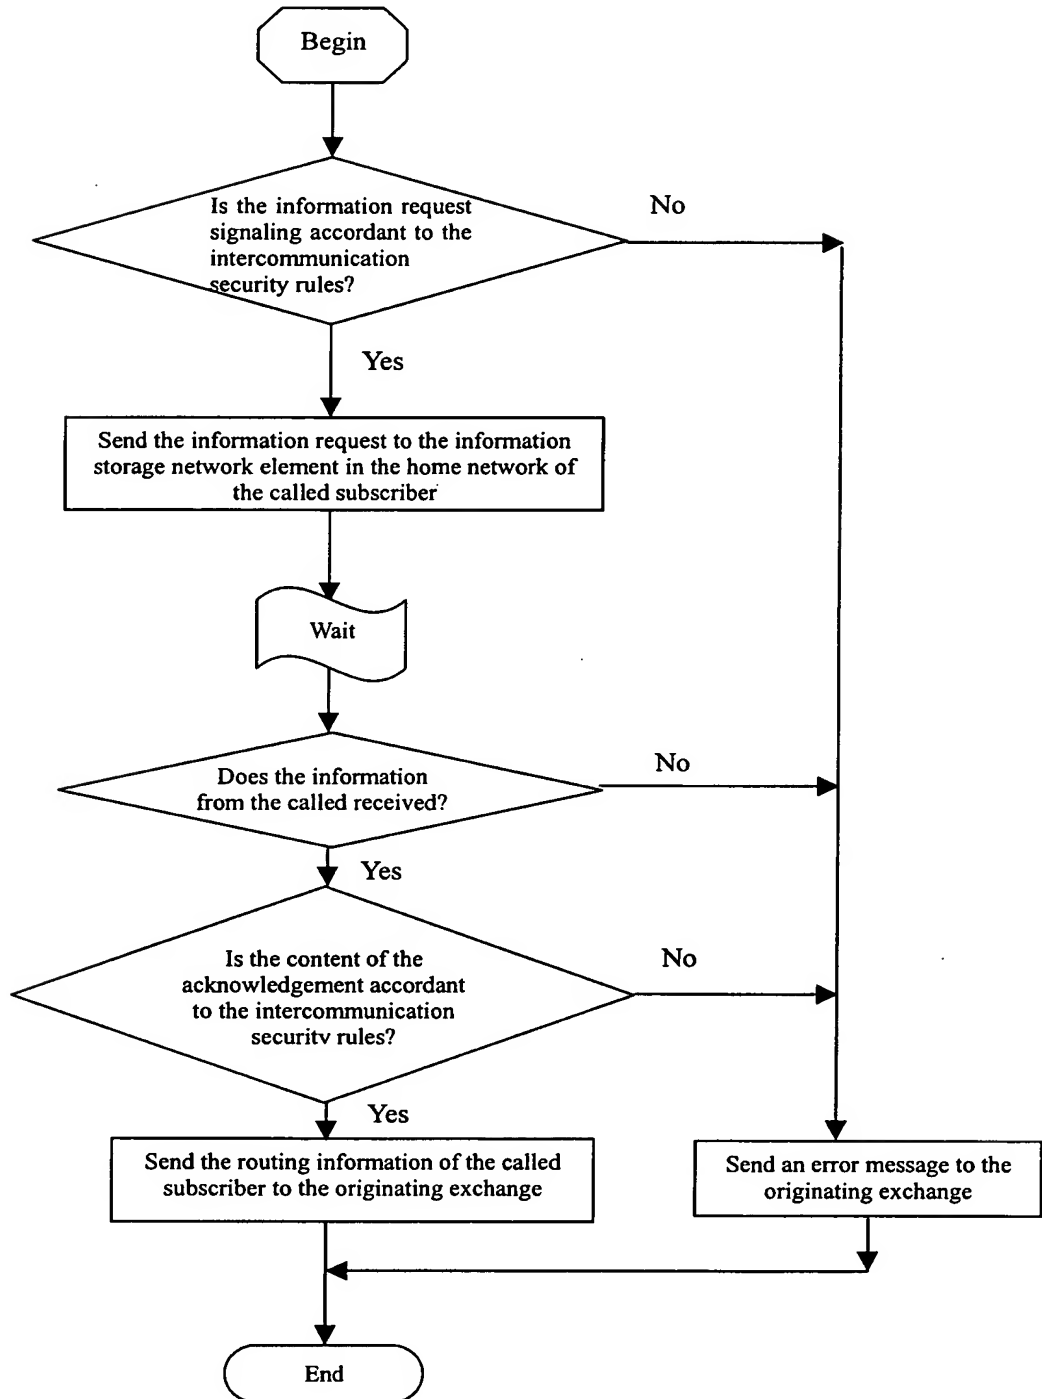 Begin
Is the information request
signaling accordant to the
intercommunication
security rules?
No
Yes
Send the information request to the information
storage network element in the home network of
the called subscriber
Wait
Does the information
from the called received?
No
Yes
Is the content of the
acknowledgement accordant
to the intercommunication
security rules?
No
Yes
Send the routing information of the called
subscriber to the originating exchange
Send an error message to the
originating exchange
End